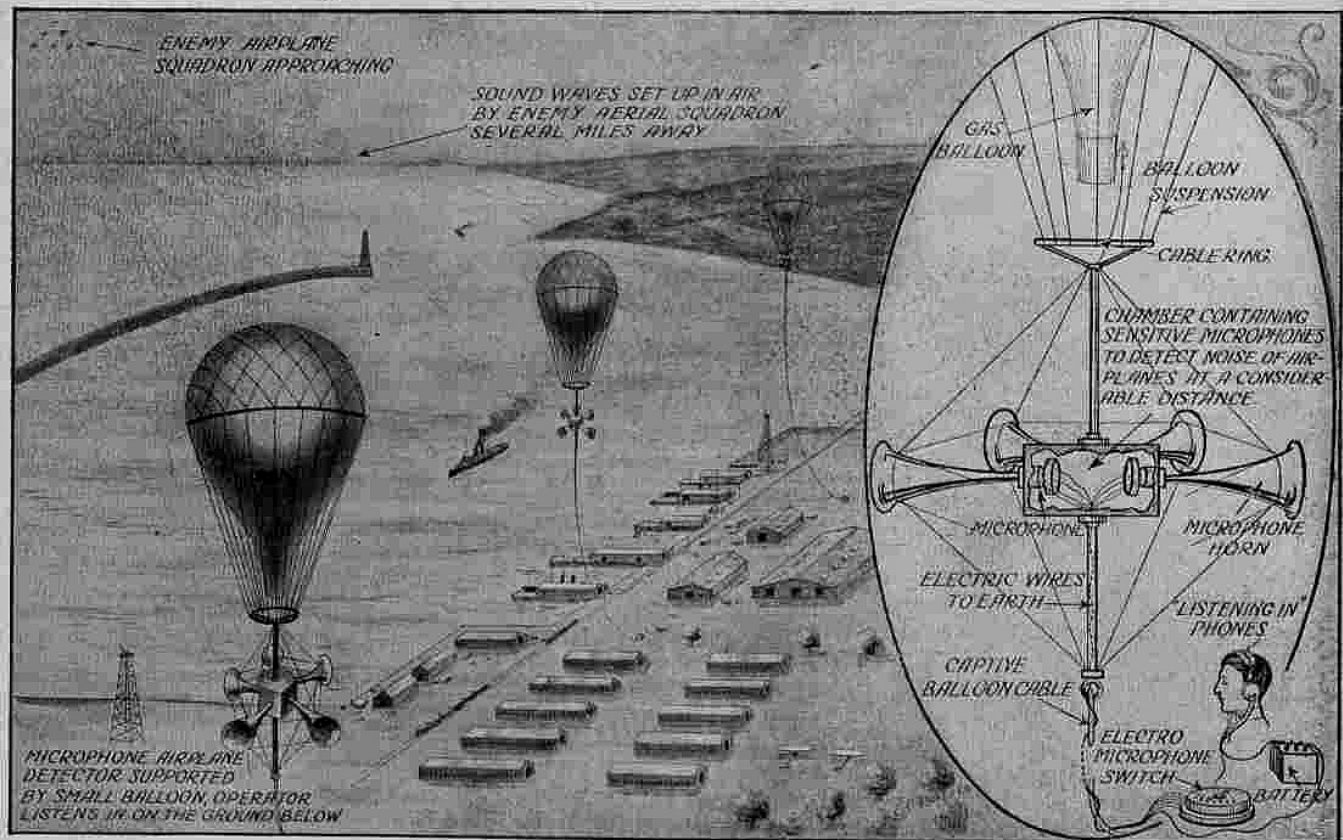 ENEMY AIRPLANE
SQUADRON APPROACHING
SOUND WAVES SET UP IN AIR
BY ENEMY AERIAL SQUADRON
SEVERAL MILES AWAY
MICROPHONE AIRPLANE
DETECTOR SUPPORTED
BY SMALL BALLOON, OPERATOR
LISTENS IN ON THE GROUND BELOW
GAS
BALLOON
BALLOON
SUSPENSION
CABLE RING
CHAMBER CONTAINING
SENSITIVE MICROPHONES
TO DETECT NOISE OF AIR-
PLANES AT A CONSIDER-
ABLE DISTANCE
MICROPHONE
MICROPHONE
HORN
ELECTRIC WIRES
TO EARTH
"LISTENING IN"
PHONES
CAPTIVE
BALLOON CABLE
ELECTRO
MICROPHONE
SWITCH
BATTERY